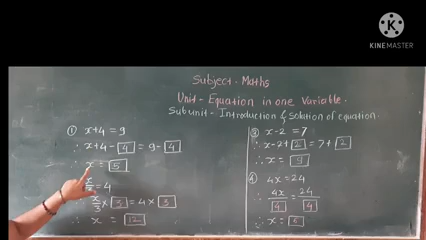 KINEMASTER
Subject - Maths
Unit - Equation in one Variable.
Subunit - Introduction & Solution of equation.
① x+4 = 9
∴ x+4 - 4 = 9 - 4
∴ x = 5
= 4
∴ x/3 × 3 = 4 × 3
∴ x = 12
③ x-2 = 7
∴ x-2+2 = 7+2
∴ x = 9
④ 4x = 24
∴ 4x/4 = 24/4
∴ x = 6